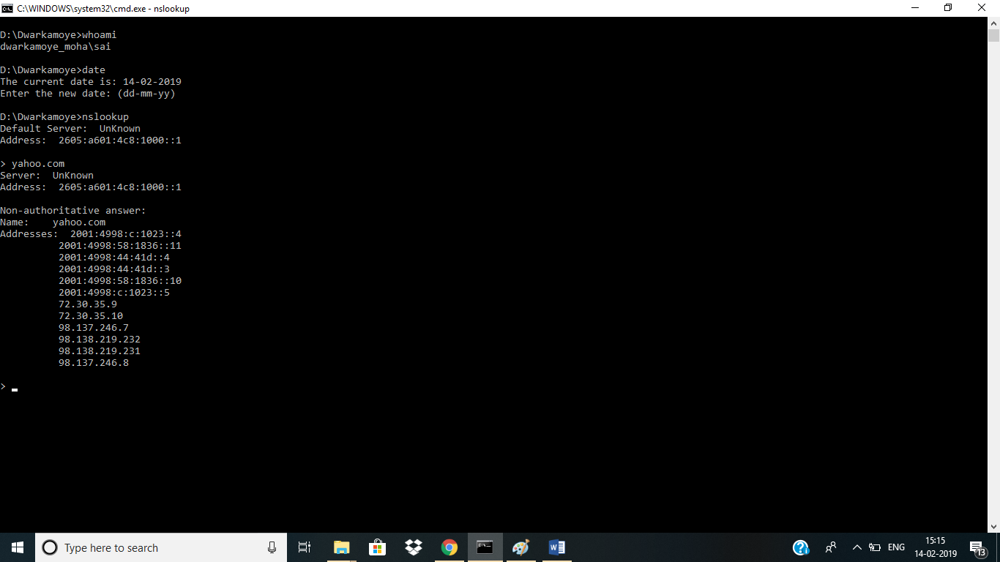 C:\WINDOWS\system32\cmd.exe - nslookup
D:\Dwarkamoye>whoami
dwarkamoye_moha\sai
D:\Dwarkamoye>date
The current date is: 14-02-2019
Enter the new date: (dd-mm-yy)
D:\Dwarkamoye>nslookup
Default Server:  UnKnown
Address:  2605:a601:4c8:1000::1
> yahoo.com
Server:  UnKnown
Address:  2605:a601:4c8:1000::1
Non-authoritative answer:
Name:    yahoo.com
Addresses:  2001:4998:c:1023::4
2001:4998:58:1836::11
2001:4998:44:41d::4
2001:4998:44:41d::3
2001:4998:58:1836::10
2001:4998:c:1023::5
72.30.35.9
72.30.35.10
98.137.246.7
98.138.219.232
98.138.219.231
98.137.246.8
>
Type here to search
ENG
15:15
14-02-2019
13